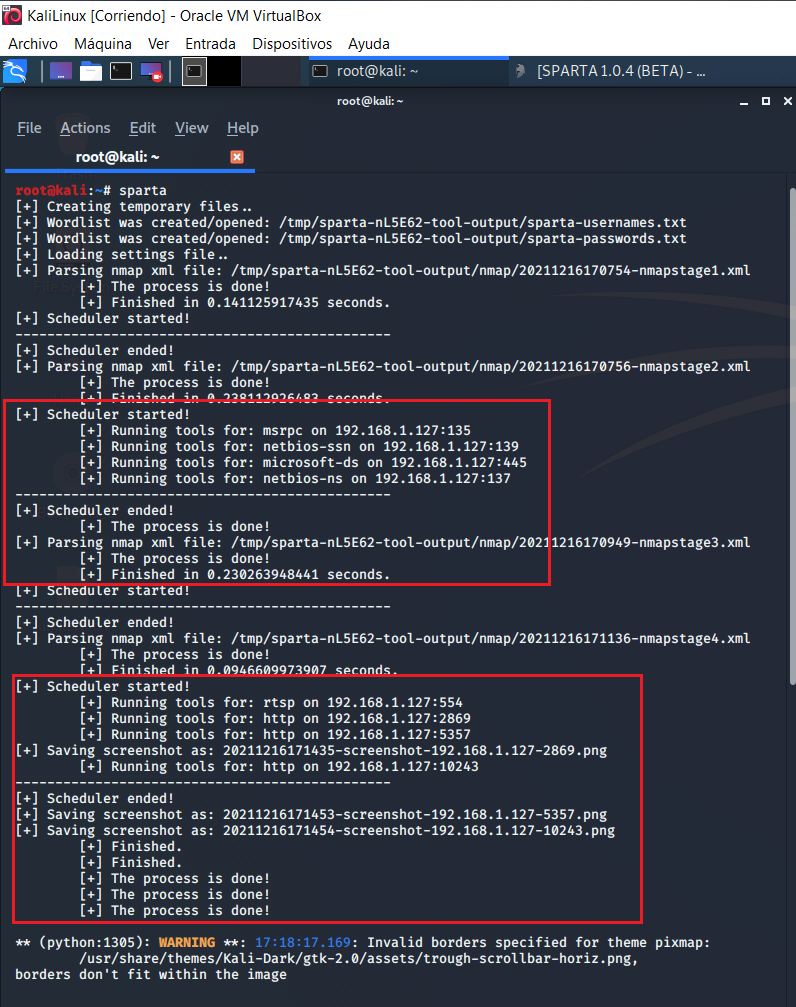 KaliLinux [Corriendo] - Oracle VM VirtualBox
Archivo Máquina Ver Entrada Dispositivos Ayuda
root@kali: ~ [SPARTA 1.0.4 (BETA) - ...
root@kali: ~
File Actions Edit View Help
root@kali: ~
root@kali:~# sparta
[+] Creating temporary files..
[+] Wordlist was created/opened: /tmp/sparta-nL5E62-tool-output/sparta-usernames.txt
[+] Wordlist was created/opened: /tmp/sparta-nL5E62-tool-output/sparta-passwords.txt
[+] Loading settings file..
[+] Parsing nmap xml file: /tmp/sparta-nL5E62-tool-output/nmap/20211216170754-nmapstage1.xml
[+] The process is done!
[+] Finished in 0.141125917435 seconds.
[+] Scheduler started!
-----------------------------------------------
[+] Scheduler ended!
[+] Parsing nmap xml file: /tmp/sparta-nL5E62-tool-output/nmap/20211216170756-nmapstage2.xml
[+] The process is done!
[+] Finished in 0.238112926483 seconds.
[+] Scheduler started!
[+] Running tools for: msrpc on 192.168.1.127:135
[+] Running tools for: netbios-ssn on 192.168.1.127:139
[+] Running tools for: microsoft-ds on 192.168.1.127:445
[+] Running tools for: netbios-ns on 192.168.1.127:137
-----------------------------------------------
[+] Scheduler ended!
[+] The process is done!
[+] Parsing nmap xml file: /tmp/sparta-nL5E62-tool-output/nmap/20211216170949-nmapstage3.xml
[+] The process is done!
[+] Finished in 0.230263948441 seconds.
[+] Scheduler started!
-----------------------------------------------
[+] Scheduler ended!
[+] Parsing nmap xml file: /tmp/sparta-nL5E62-tool-output/nmap/20211216171136-nmapstage4.xml
[+] The process is done!
[+] Finished in 0.0946609973907 seconds.
[+] Scheduler started!
[+] Running tools for: rtsp on 192.168.1.127:554
[+] Running tools for: http on 192.168.1.127:2869
[+] Running tools for: http on 192.168.1.127:5357
[+] Saving screenshot as: 20211216171435-screenshot-192.168.1.127-2869.png
[+] Running tools for: http on 192.168.1.127:10243
-----------------------------------------------
[+] Scheduler ended!
[+] Saving screenshot as: 20211216171453-screenshot-192.168.1.127-5357.png
[+] Saving screenshot as: 20211216171454-screenshot-192.168.1.127-10243.png
[+] Finished.
[+] Finished.
[+] The process is done!
[+] The process is done!
[+] The process is done!
** (python:1305): WARNING **: 17:18:17.169: Invalid borders specified for theme pixmap:
/usr/share/themes/Kali-Dark/gtk-2.0/assets/trough-scrollbar-horiz.png,
borders don't fit within the image